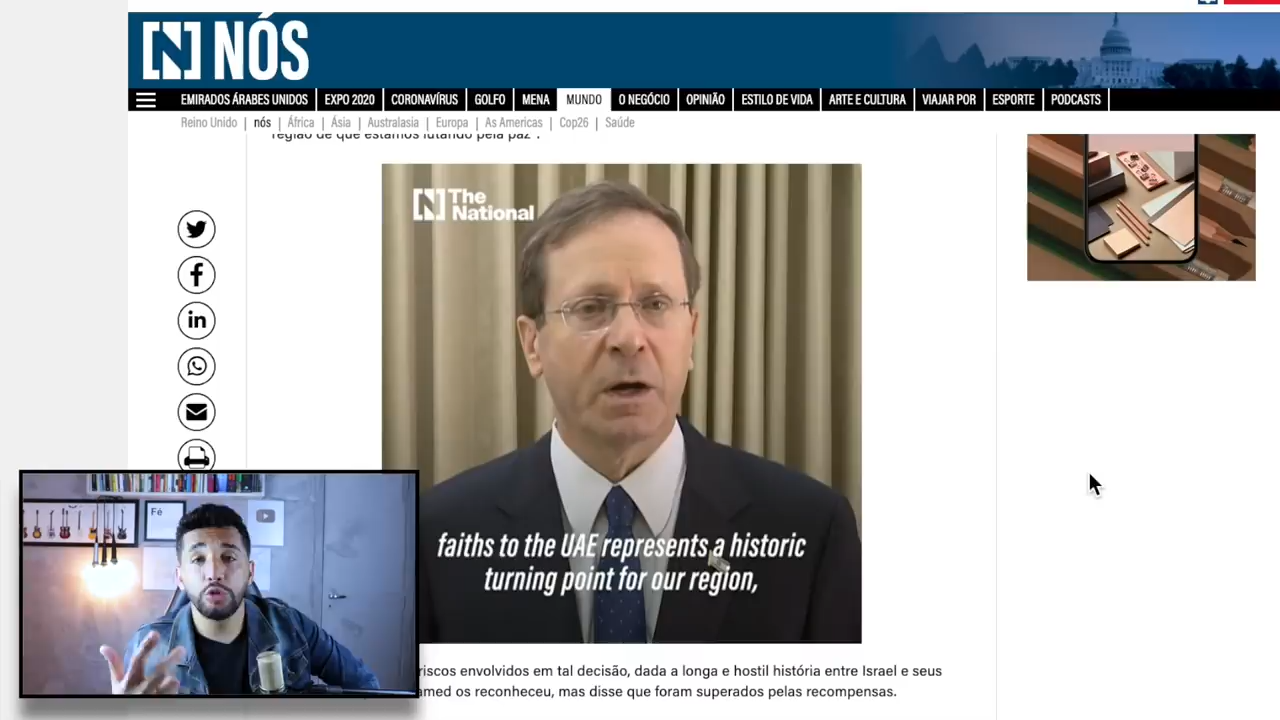 NÓS
EMIRADOS ÁRABES UNIDOS
EXPO 2020
CORONAVÍRUS
GOLFO
MENA
MUNDO
O NEGÓCIO
OPINIÃO
ESTILO DE VIDA
ARTE E CULTURA
VIAJAR POR
ESPORTE
PODCASTS
Reino Unido | nós | África | Ásia | Australasia | Europa | As Americas | Cop26 | Saúde
região de que estamos lutando pela paz".
The
National
faiths to the UAE represents a historic
turning point for our region,
Fé
riscos envolvidos em tal decisão, dada a longa e hostil história entre Israel e seus
amed os reconheceu, mas disse que foram superados pelas recompensas.